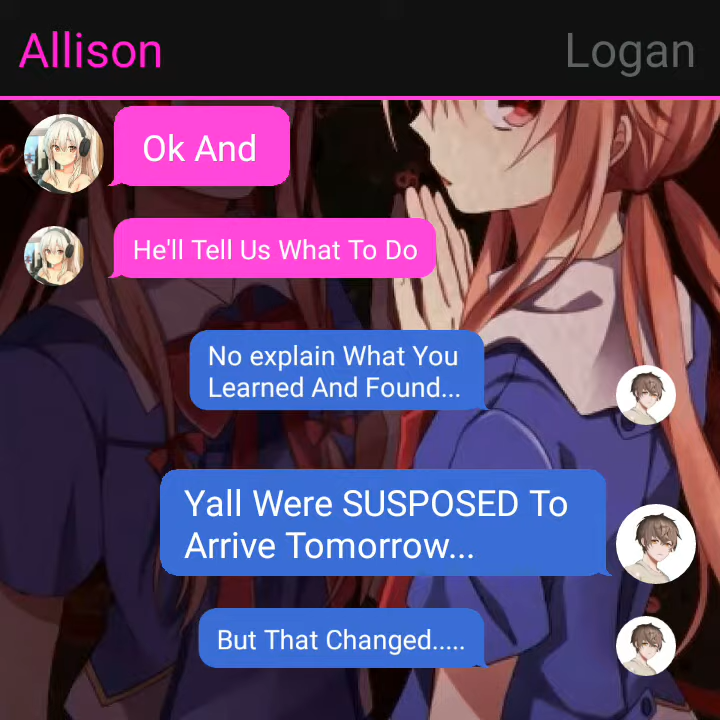 Allison
Logan
Ok And
He'll Tell Us What To Do
No explain What You
Learned And Found...
Yall Were SUSPOSED To
Arrive Tomorrow...
But That Changed.....